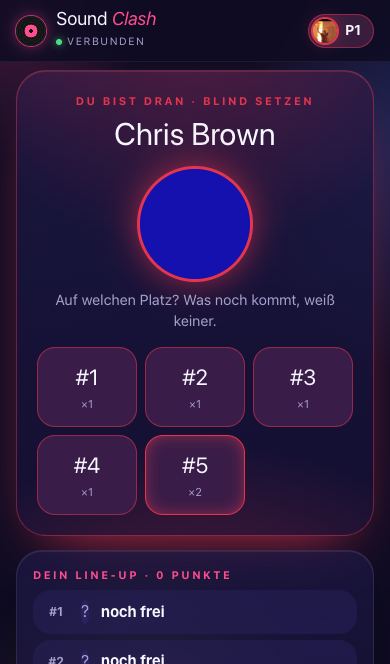 Sound Clash
VERBUNDEN
P1
DU BIST DRAN · BLIND SETZEN
Chris Brown
Auf welchen Platz? Was noch kommt, weiß
keiner.
#1
×1
#2
×1
#3
×1
#4
×1
#5
×2
DEIN LINE-UP · 0 PUNKTE
#1 ? noch frei
#2 ? noch frei